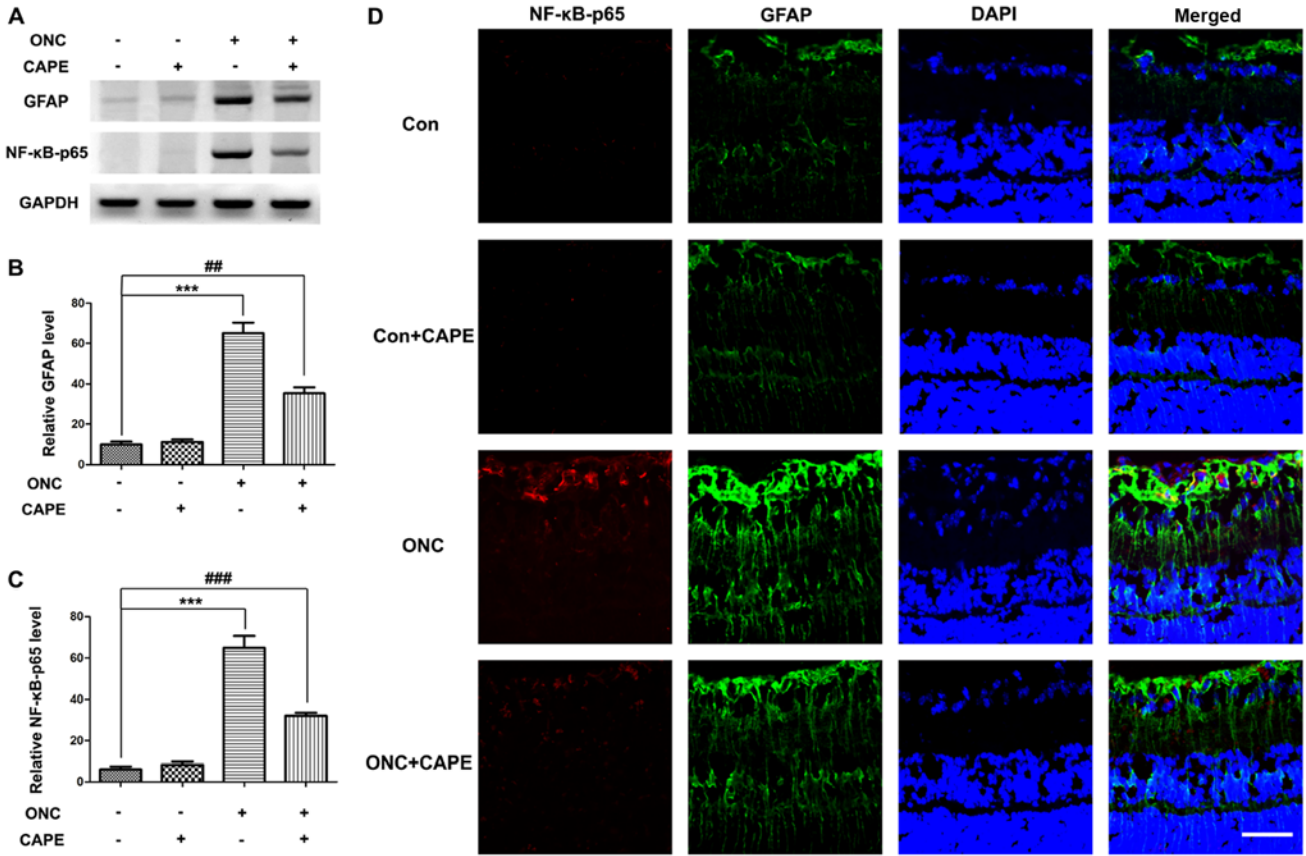 A
ONC - - + +
CAPE - + - +
GFAP
NF-κB-p65
GAPDH
B
##
***
Relative GFAP level
80
60
40
20
0
ONC - - + +
CAPE - + - +
C
###
***
Relative NF-κB-p65 level
80
60
40
20
0
ONC - - + +
CAPE - + - +
D
NF-κB-p65 GFAP DAPI Merged
Con
Con+CAPE
ONC
ONC+CAPE